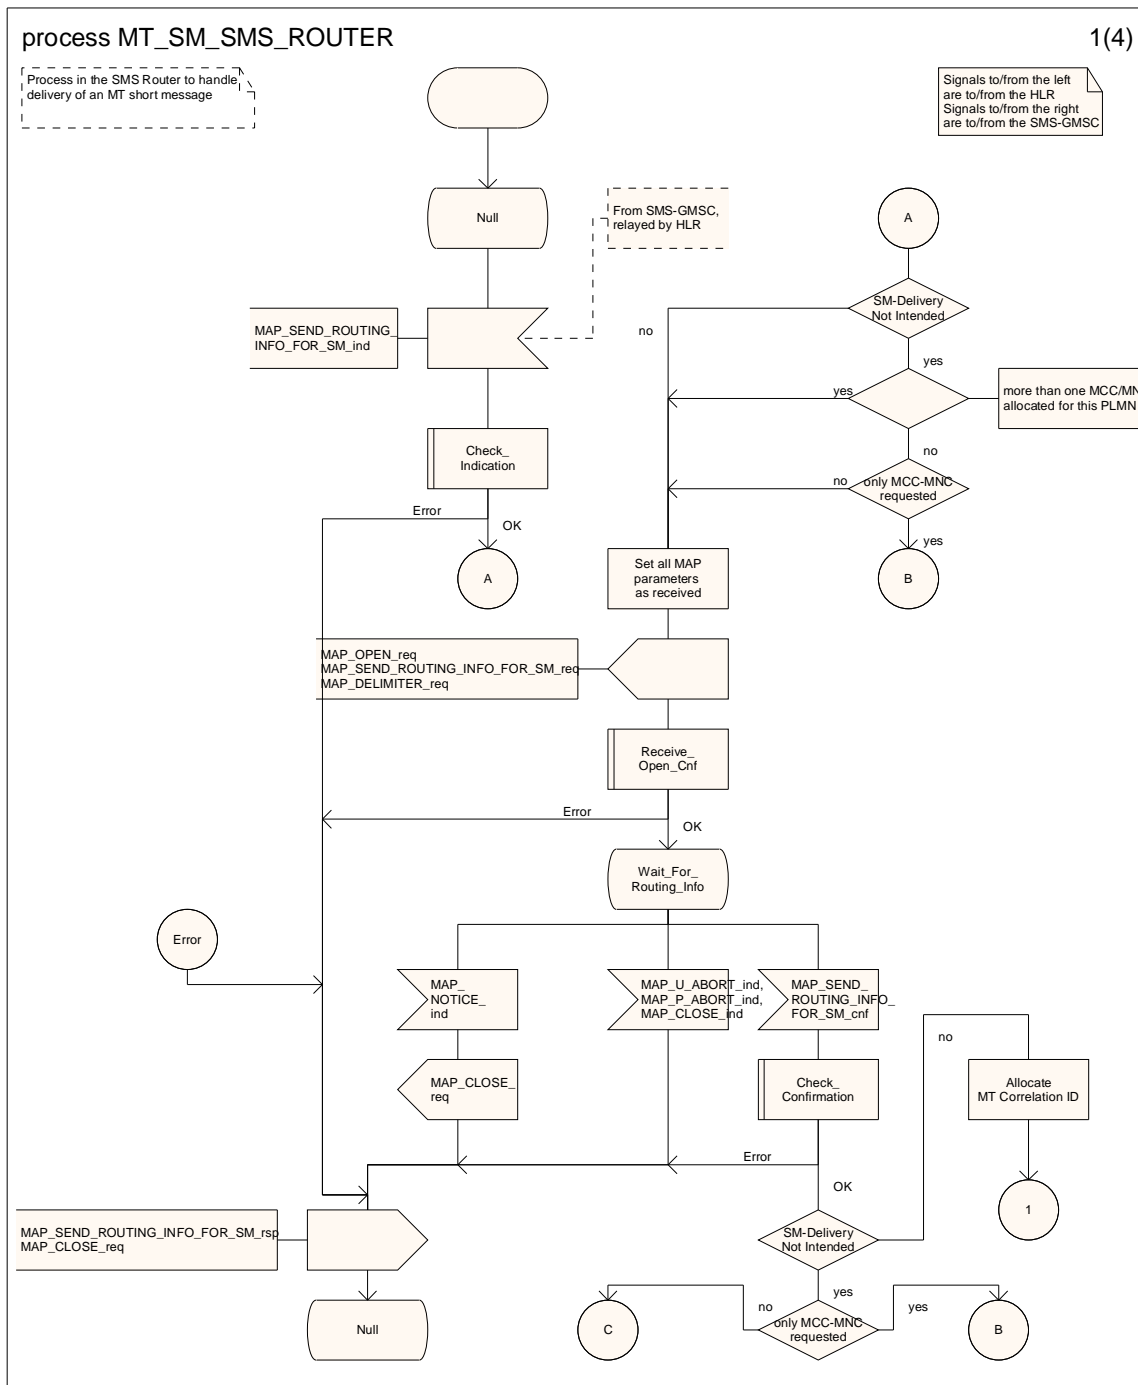 process MT_SM_SMS_ROUTER
1(4)
Process in the SMS Router to handle
delivery of an MT short message
Signals to/from the left
are to/from the HLR
Signals to/from the right
are to/from the SMS-GMSC
Null
From SMS-GMSC,
relayed by HLR
A
MAP_SEND_ROUTING_
INFO_FOR_SM_ind
SM-Delivery
Not Intended
no
yes
yes
more than one MCC/MN
allocated for this PLMN
no
Check_
Indication
no
only MCC-MNC
requested
Error
OK
yes
A
B
Set all MAP
parameters
as received
MAP_OPEN_req
MAP_SEND_ROUTING_INFO_FOR_SM_req
MAP_DELIMITER_req
Receive_
Open_Cnf
Error
OK
Wait_For_
Routing_Info
Error
MAP_
NOTICE_
ind
MAP_U_ABORT_ind,
MAP_P_ABORT_ind,
MAP_CLOSE_ind
MAP_SEND_
ROUTING_INFO_
FOR_SM_cnf
no
MAP_CLOSE_
req
Check_
Confirmation
Allocate
MT Correlation ID
Error
OK
1
MAP_SEND_ROUTING_INFO_FOR_SM_rsp
MAP_CLOSE_req
SM-Delivery
Not Intended
yes
no
yes
Null
C
only MCC-MNC
requested
B